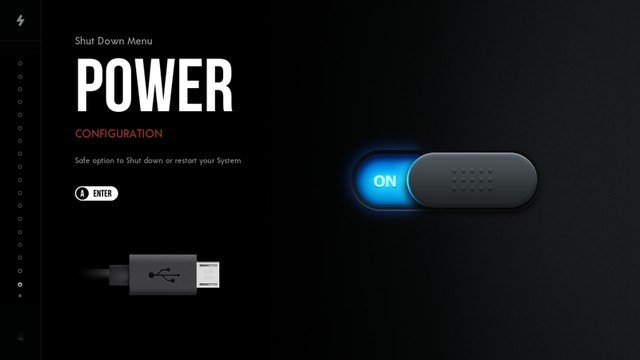 Shut Down Menu
POWER
CONFIGURATION
Safe option to Shut down or restart your System
A ENTER
ON